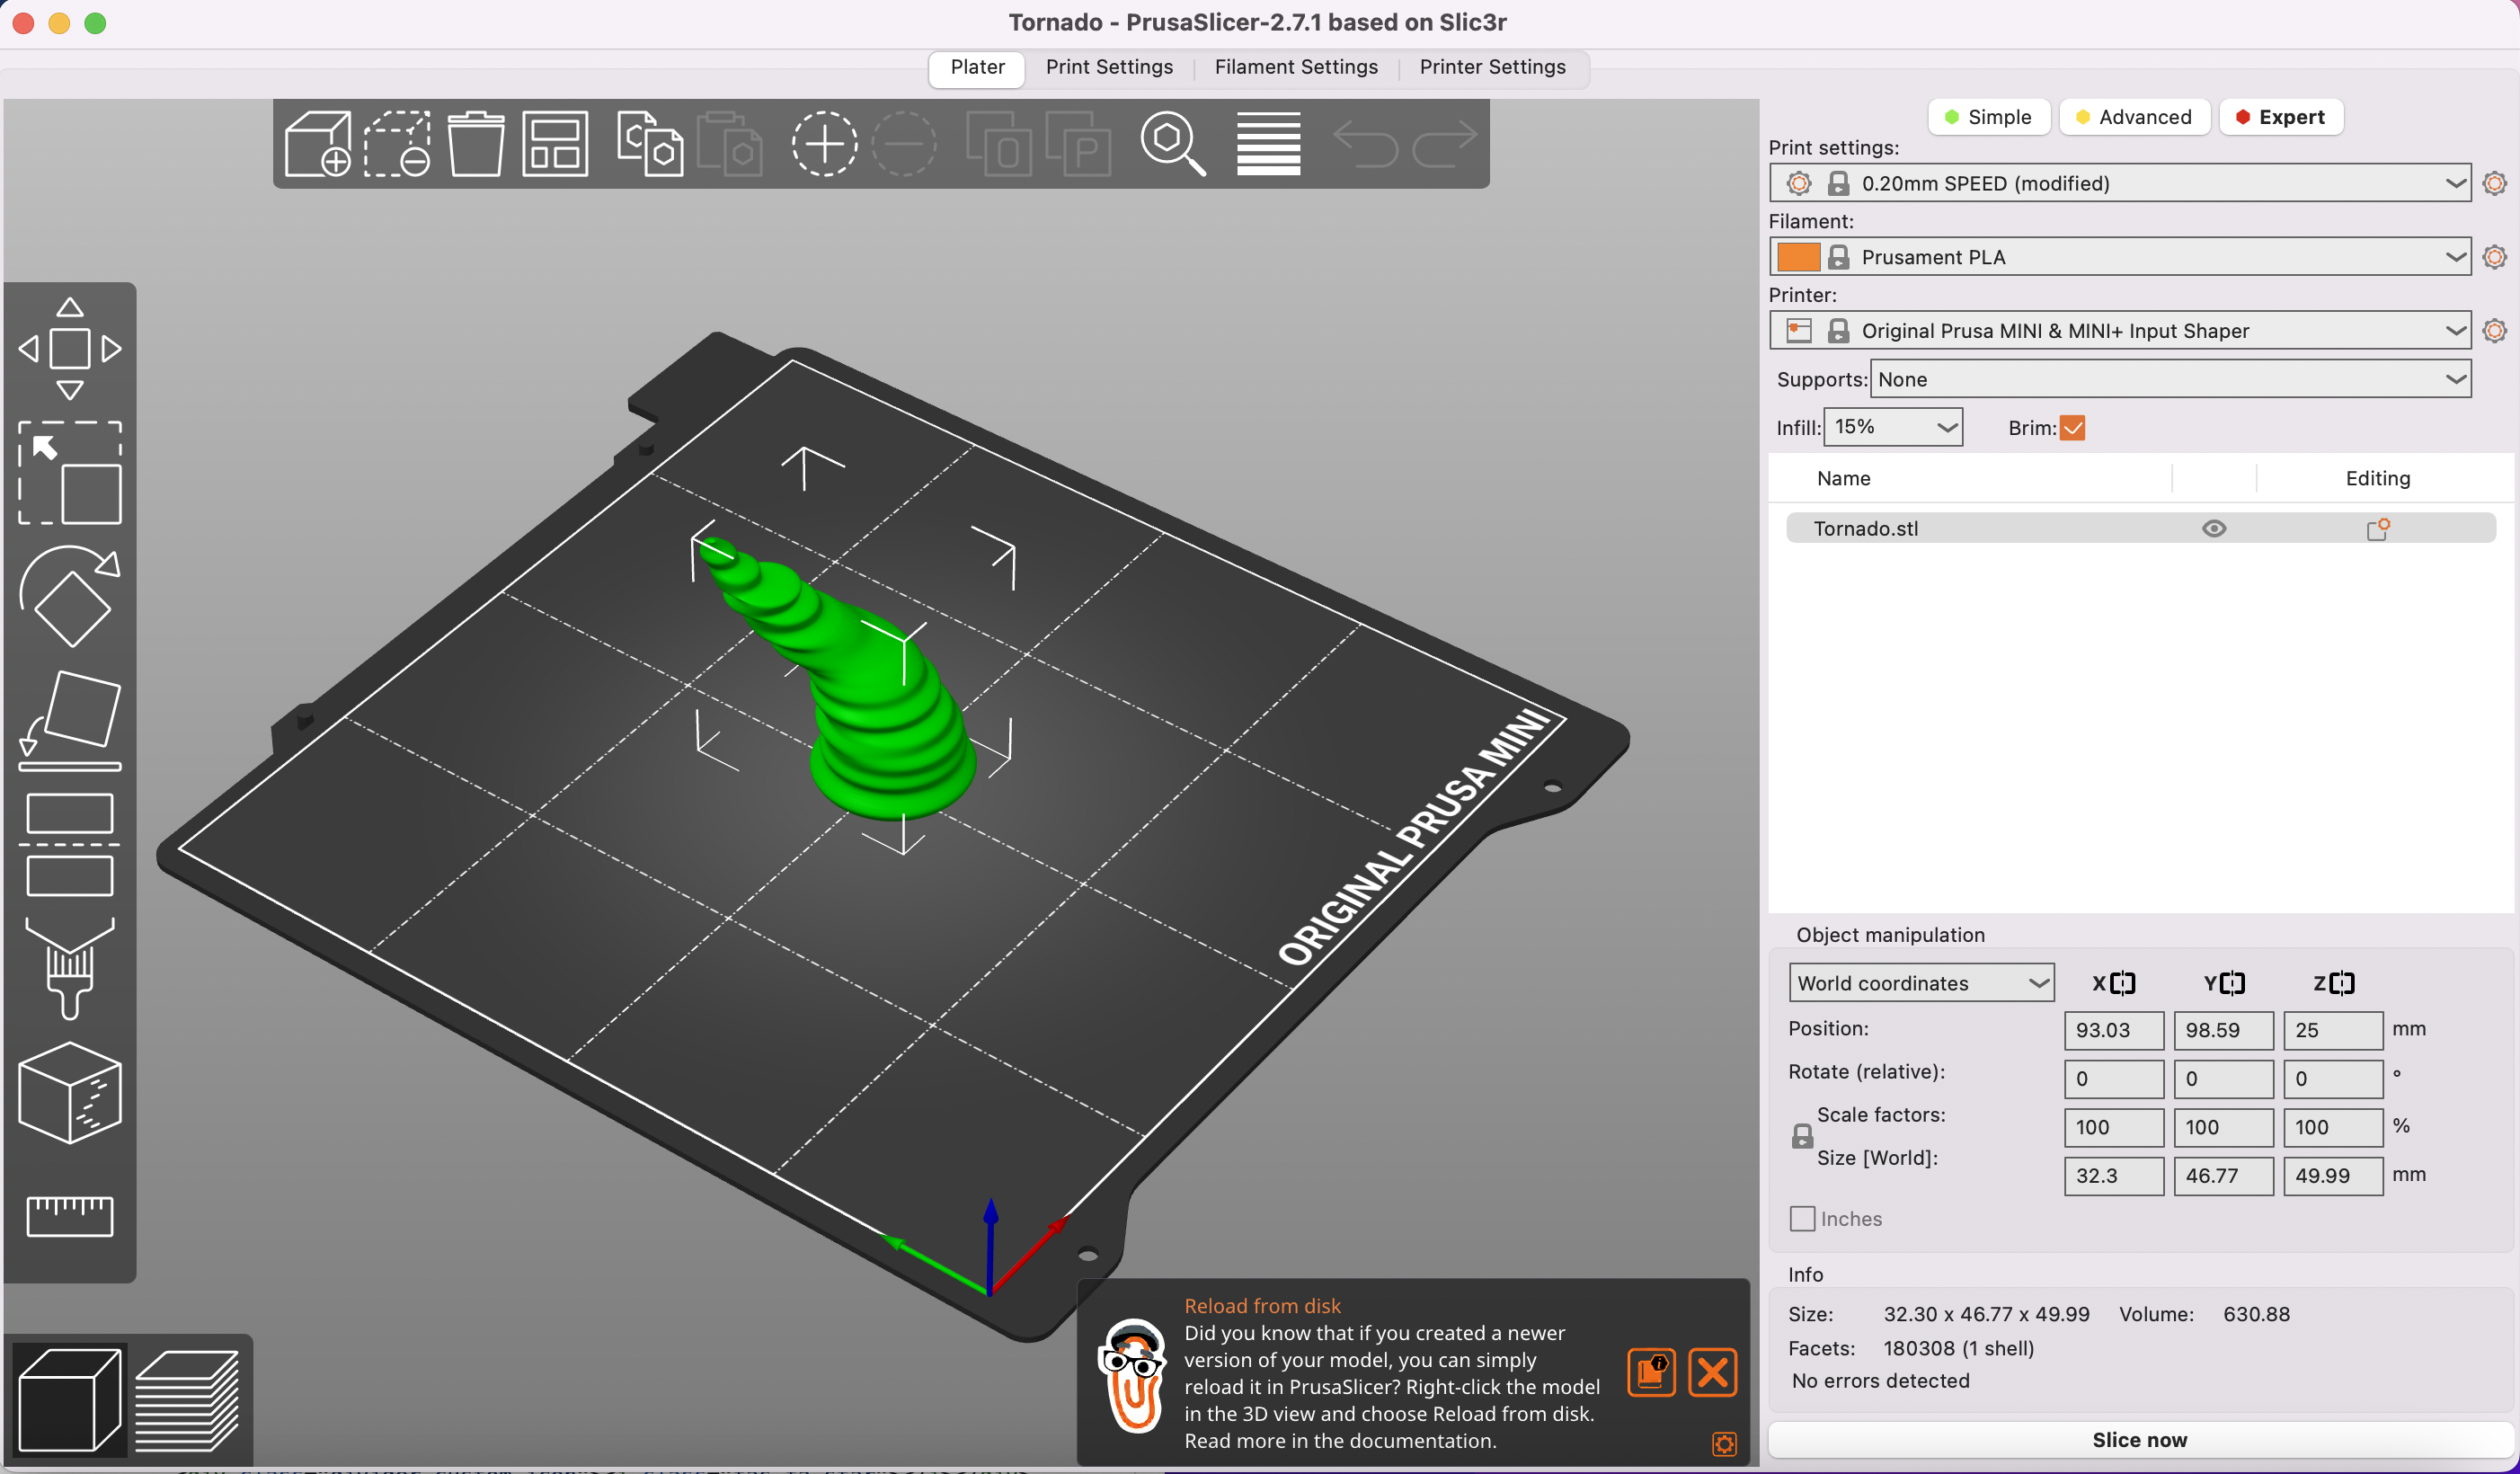 Tornado - PrusaSlicer-2.7.1 based on Slic3r
Plater Print Settings Filament Settings Printer Settings
Simple Advanced Expert
Print settings:
0.20mm SPEED (modified)
Filament:
Prusament PLA
Printer:
Original Prusa MINI & MINI+ Input Shaper
Supports: None
Infill: 15% Brim:
Name Editing
Tornado.stl
ORIGINAL PRUSA MINI
Object manipulation
World coordinates X Y Z
Position: 93.03 98.59 25 mm
Rotate (relative): 0 0 0 °
Scale factors: 100 100 100 %
Size [World]: 32.3 46.77 49.99 mm
Inches
Info
Size: 32.30 x 46.77 x 49.99 Volume: 630.88
Facets: 180308 (1 shell)
No errors detected
Slice now
Reload from disk
Did you know that if you created a newer
version of your model, you can simply
reload it in PrusaSlicer? Right-click the model
in the 3D view and choose Reload from disk.
Read more in the documentation.